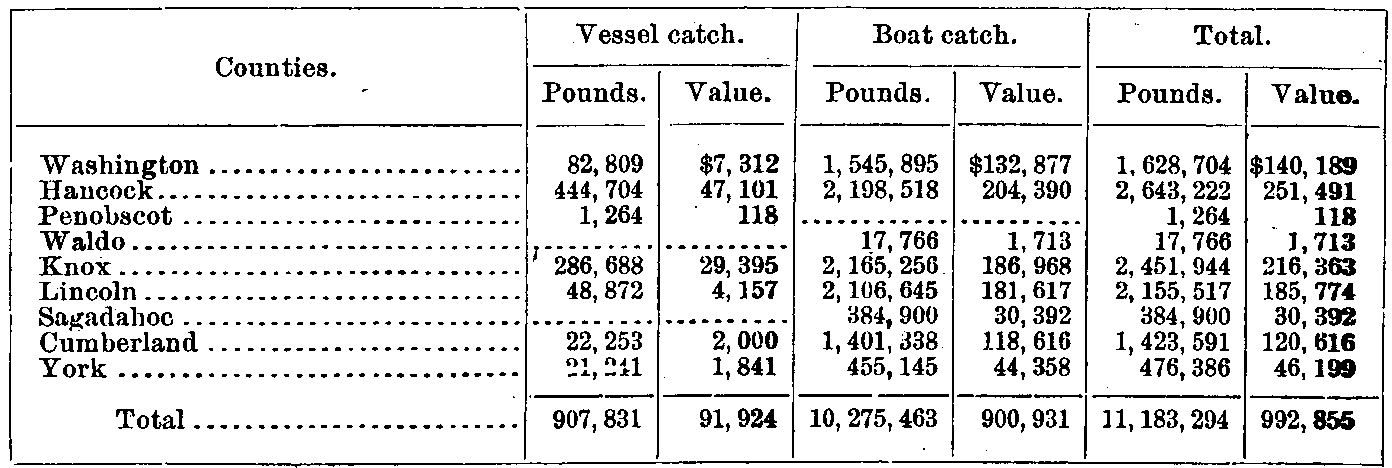 Counties. Vessel catch. Boat catch. Total.
Pounds. Value. Pounds. Value. Pounds. Value.
Washington 82,809 $7,312 1,545,895 $132,877 1,628,704 $140,189
Hancock 444,704 47,101 2,198,518 204,390 2,643,222 251,491
Penobscot 1,264 118 1,264 118
Waldo 17,766 1,713 17,766 1,713
Knox 286,688 29,395 2,165,256 186,968 2,451,944 216,363
Lincoln 48,872 4,157 2,106,645 181,617 2,155,517 185,774
Sagadahoc 384,900 30,392 384,900 30,392
Cumberland 22,253 2,000 1,401,338 118,616 1,423,591 120,616
York 21,241 1,841 455,145 44,358 476,386 46,199
Total 907,831 91,924 10,275,463 900,931 11,183,294 992,855